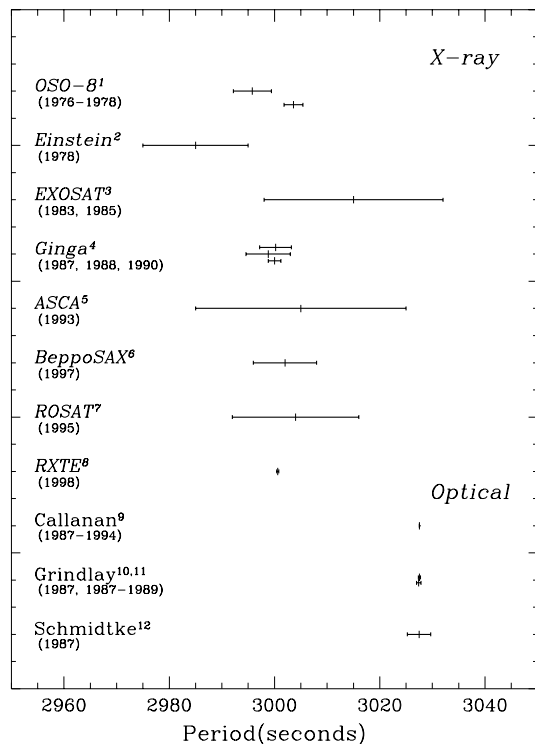 X-ray
OSO-8¹
(1976-1978)
Einstein²
(1978)
EXOSAT³
(1983, 1985)
Ginga⁴
(1987, 1988, 1990)
ASCA⁵
(1993)
BeppoSAX⁶
(1997)
ROSAT⁷
(1995)
RXTE⁸
(1998)
Optical
Callanan⁹
(1987-1994)
Grindlay¹⁰,¹¹
(1987, 1987-1989)
Schmidtke¹²
(1987)
2960 2980 3000 3020 3040
Period(seconds)